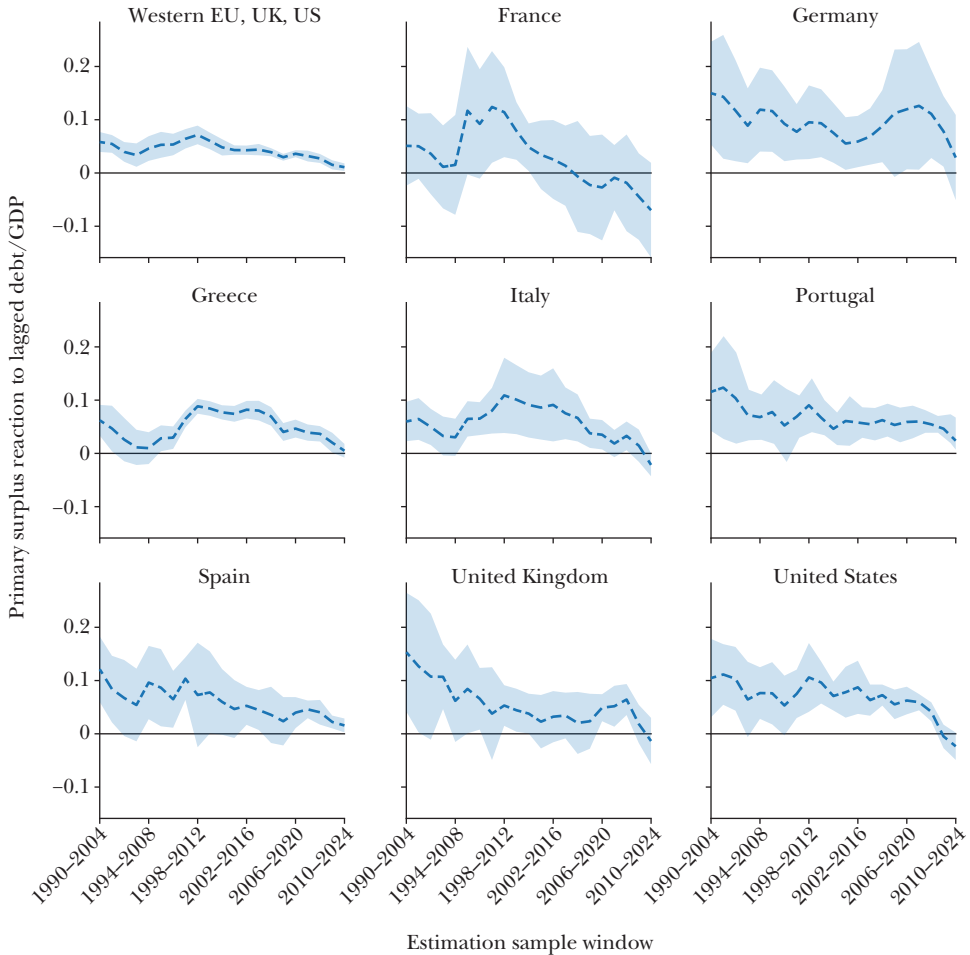 Western EU, UK, US
France
Germany
0.2
0.1
0
−0.1
Greece
Italy
Portugal
0.2
0.1
0
−0.1
Spain
United Kingdom
United States
0.2
0.1
0
−0.1
Primary surplus reaction to lagged debt/GDP
1990–2004
1994–2008
1998–2012
2002–2016
2006–2020
2010–2024
1990–2004
1994–2008
1998–2012
2002–2016
2006–2020
2010–2024
1990–2004
1994–2008
1998–2012
2002–2016
2006–2020
2010–2024
Estimation sample window